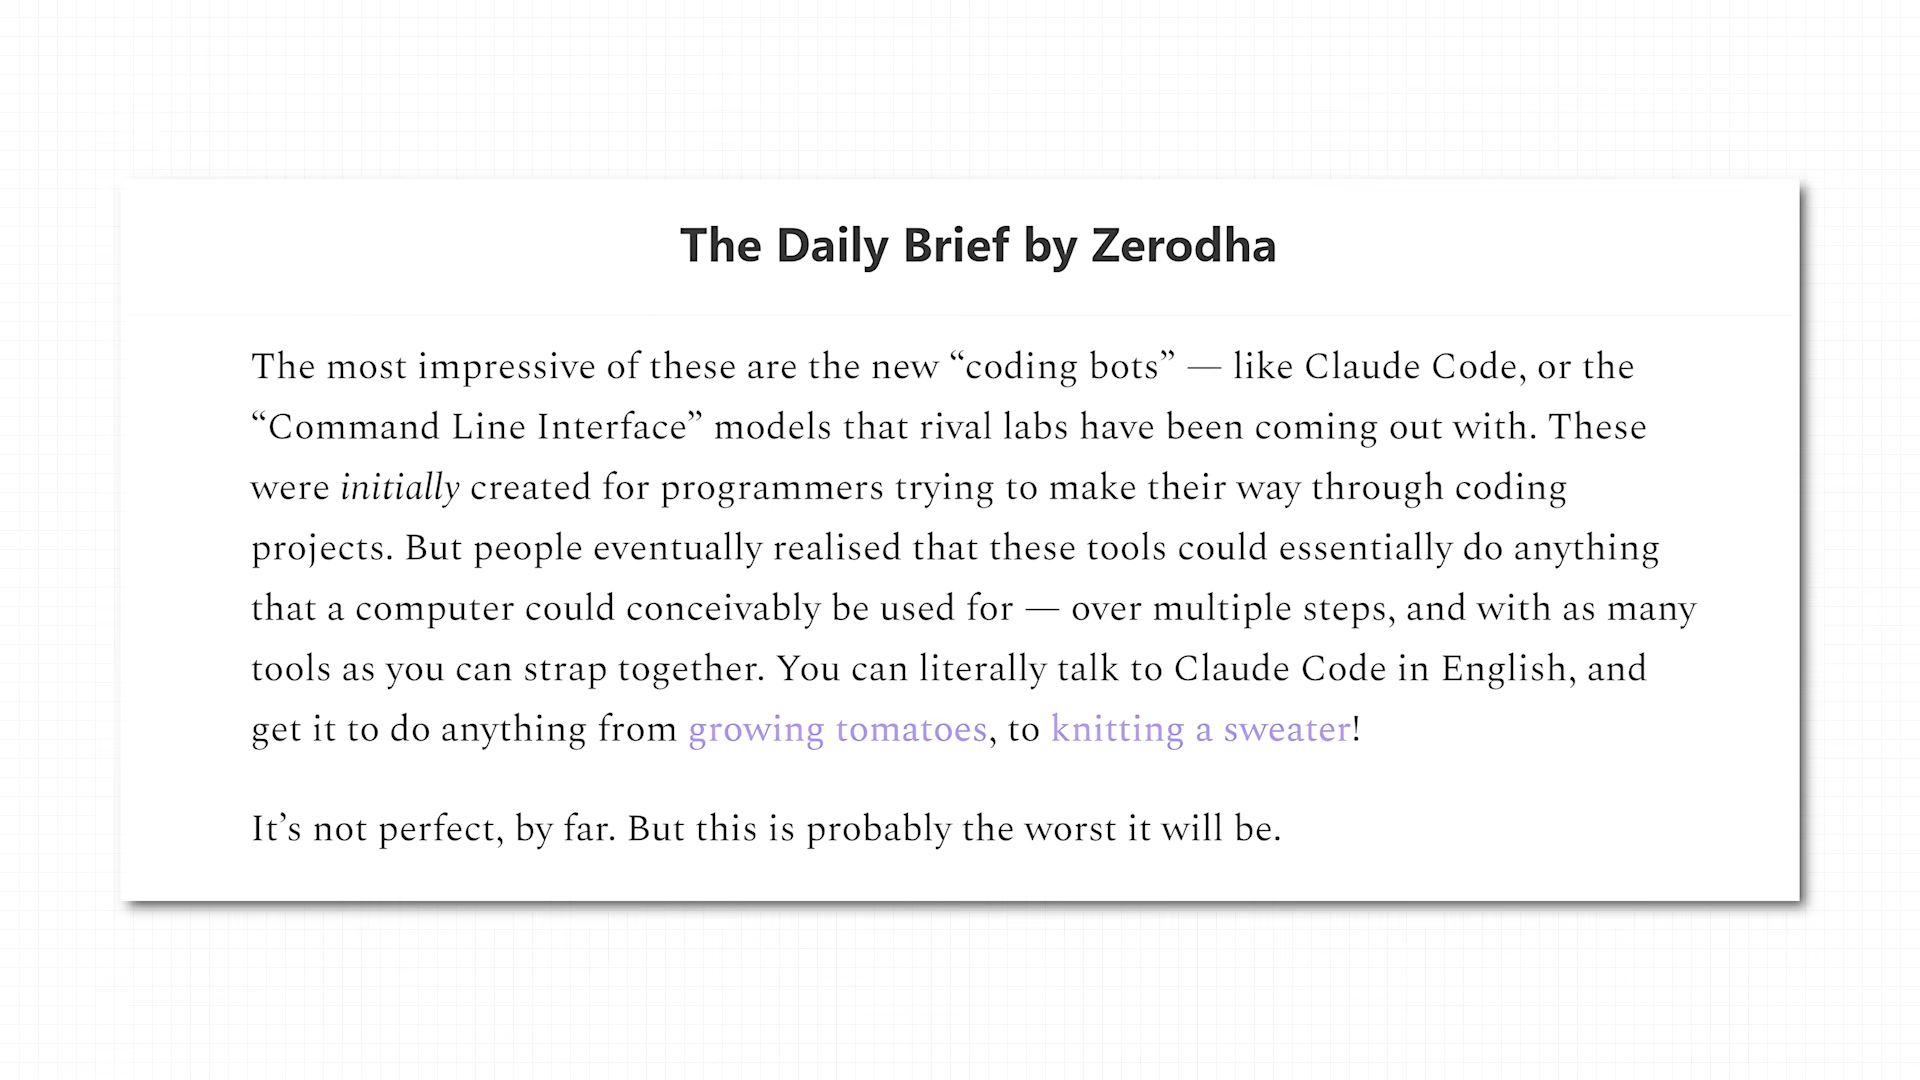 The Daily Brief by Zerodha
The most impressive of these are the new “coding bots” — like Claude Code, or the
“Command Line Interface” models that rival labs have been coming out with. These
were initially created for programmers trying to make their way through coding
projects. But people eventually realised that these tools could essentially do anything
that a computer could conceivably be used for — over multiple steps, and with as many
tools as you can strap together. You can literally talk to Claude Code in English, and
get it to do anything from growing tomatoes, to knitting a sweater!
It’s not perfect, by far. But this is probably the worst it will be.